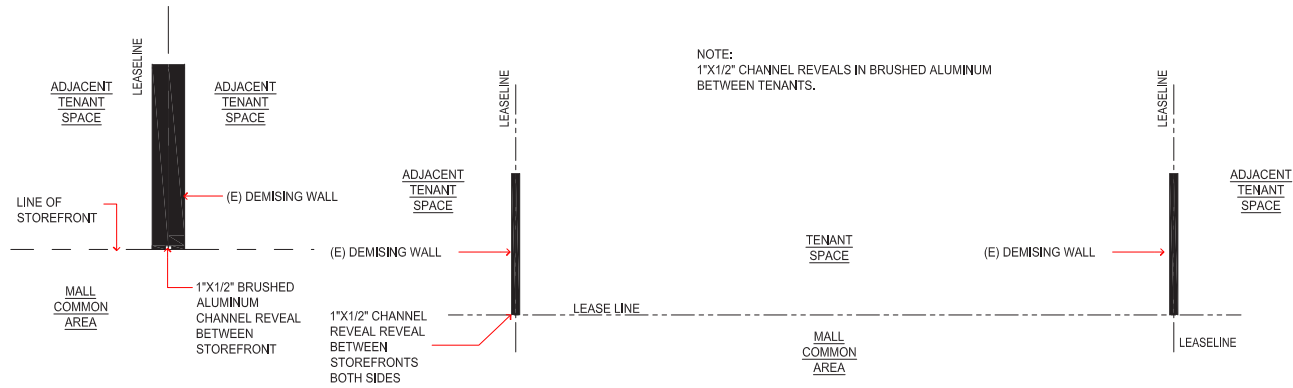 LEASELINE
ADJACENT
TENANT
SPACE
ADJACENT
TENANT
SPACE
(E) DEMISING WALL
LINE OF
STOREFRONT
MALL
COMMON
AREA
1"X1/2" BRUSHED
ALUMINUM
CHANNEL REVEAL
BETWEEN
STOREFRONT
NOTE:
1"X1/2" CHANNEL REVEALS IN BRUSHED ALUMINUM
BETWEEN TENANTS.
LEASELINE
ADJACENT
TENANT
SPACE
(E) DEMISING WALL
1"X1/2" CHANNEL
REVEAL REVEAL
BETWEEN
STOREFRONTS
BOTH SIDES
LEASE LINE
TENANT
SPACE
MALL
COMMON
AREA
LEASELINE
ADJACENT
TENANT
SPACE
(E) DEMISING WALL
LEASELINE